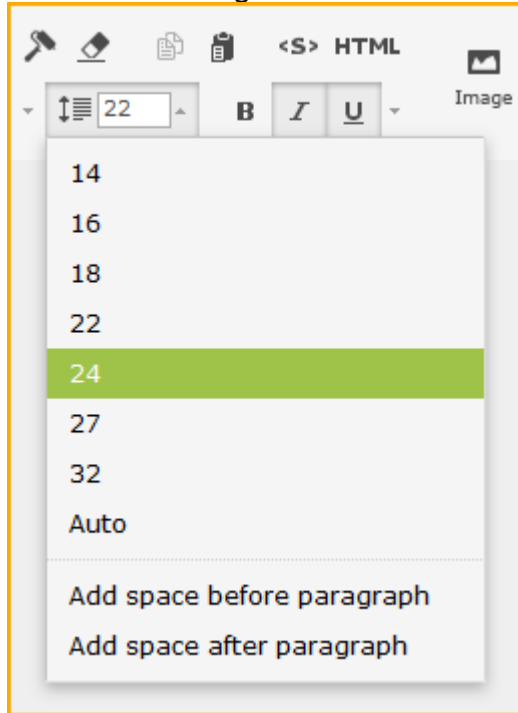 <S> HTML
22 B I U Image
14
16
18
22
24
27
32
Auto
Add space before paragraph
Add space after paragraph